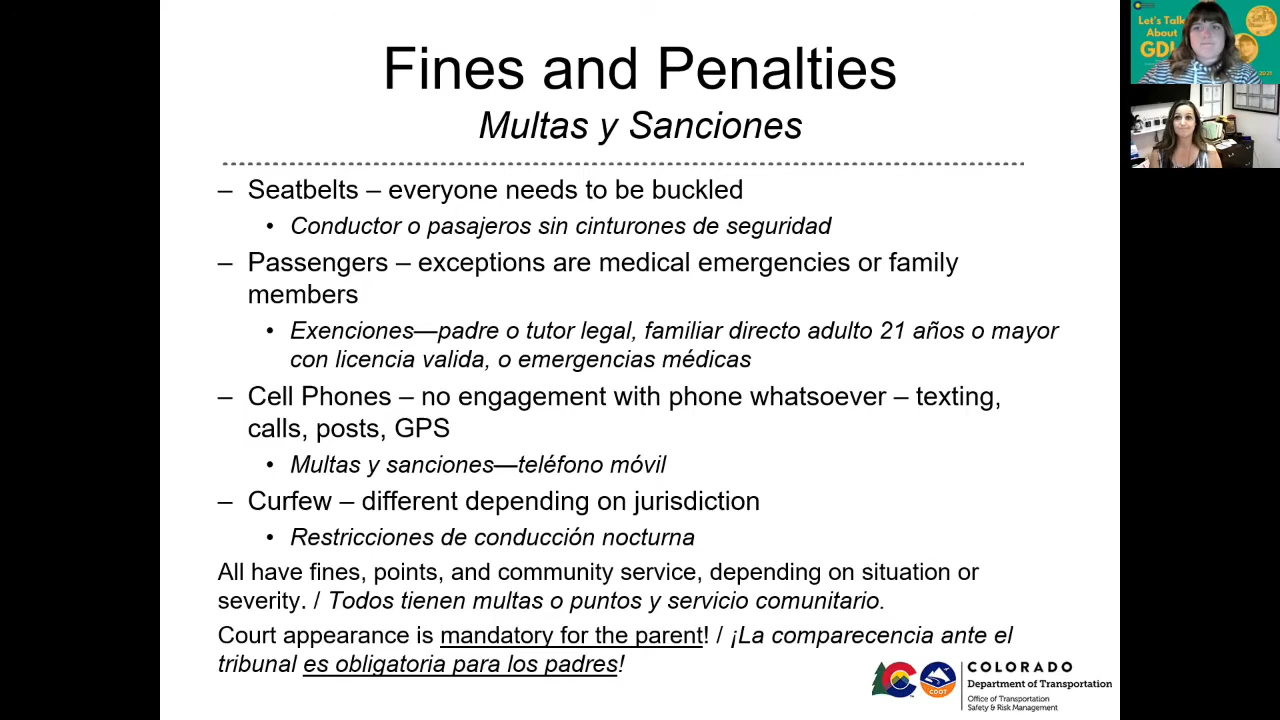 Fines and Penalties
Multas y Sanciones
– Seatbelts – everyone needs to be buckled
• Conductor o pasajeros sin cinturones de seguridad
– Passengers – exceptions are medical emergencies or family
members
• Exenciones—padre o tutor legal, familiar directo adulto 21 años o mayor
con licencia valida, o emergencias médicas
– Cell Phones – no engagement with phone whatsoever – texting,
calls, posts, GPS
• Multas y sanciones—teléfono móvil
– Curfew – different depending on jurisdiction
• Restricciones de conducción nocturna
All have fines, points, and community service, depending on situation or
severity. / Todos tienen multas o puntos y servicio comunitario.
Court appearance is mandatory for the parent! / ¡La comparecencia ante el
tribunal es obligatoria para los padres!
CDOT
COLORADO
Department of Transportation
Office of Transportation
Safety & Risk Management
Let's Talk
About
GDL